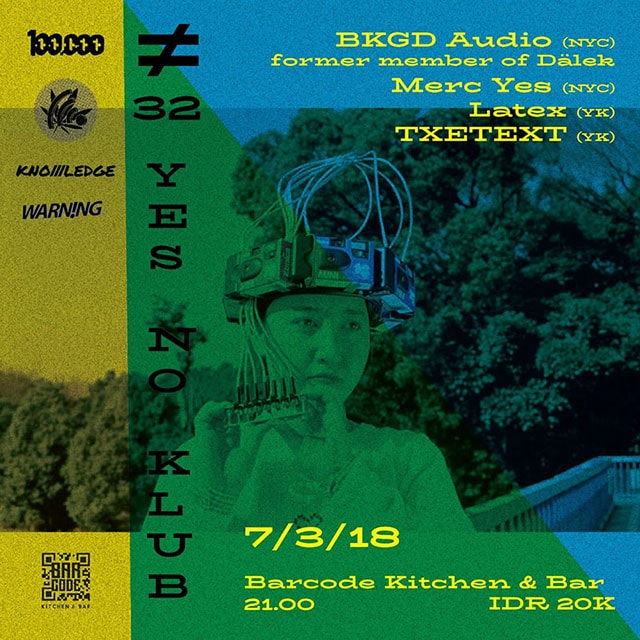 100.000
KNO///LEDGE
WARN!NG
≠
32
YES
NO
KLUB
BKGD Audio (NYC)
former member of Dälek
Merc Yes (NYC)
Latex (YK)
TXETEXT (YK)
7/3/18
Barcode Kitchen & Bar
21.00 IDR 20K
BAR
CODE
KITCHEN & BAR